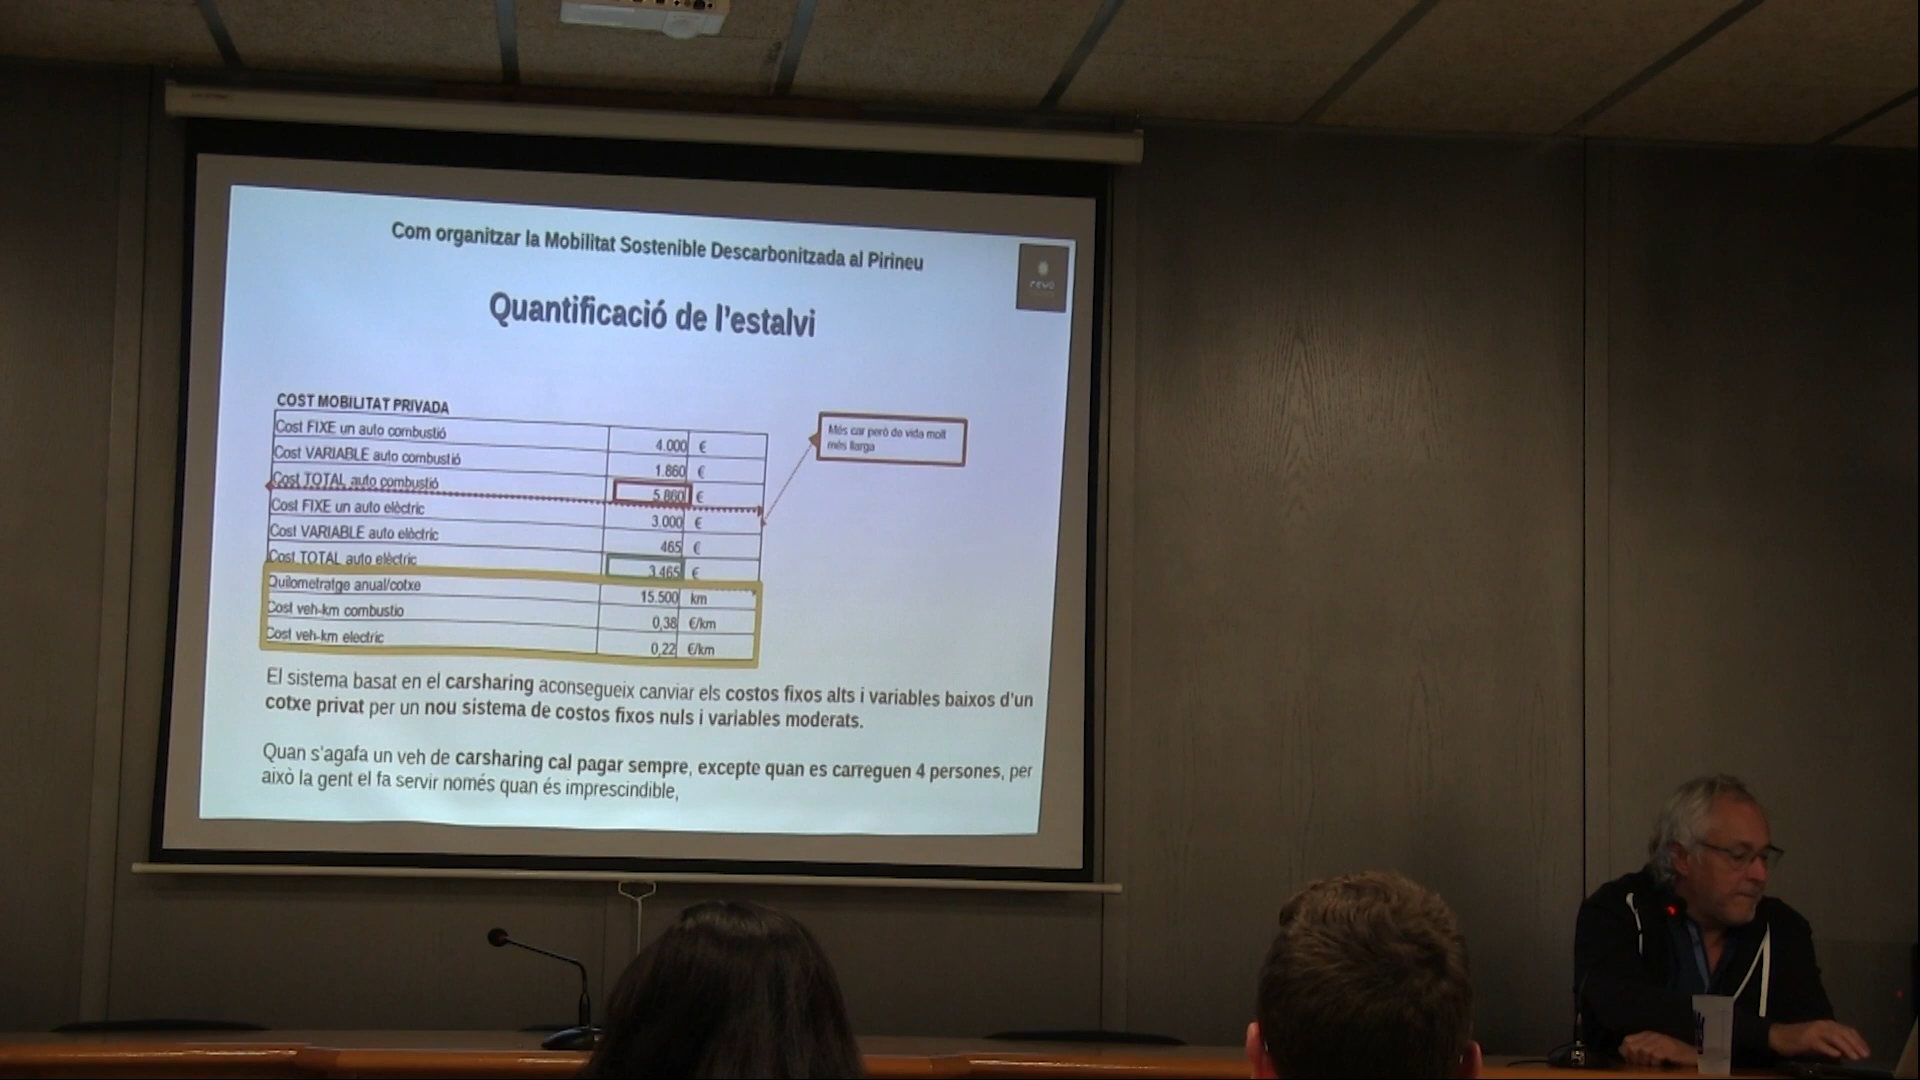 Com organitzar la Mobilitat Sostenible Descarbonitzada al Pirineu
revo
Quantificació de l'estalvi
COST MOBILITAT PRIVADA
Cost FIXE un auto combustió 4.000 €
Cost VARIABLE auto combustió 1.860 €
Cost TOTAL auto combustió 5.860 €
Cost FIXE un auto elèctric 3.000 €
Cost VARIABLE auto elèctric 465 €
Cost TOTAL auto elèctric 3.465 €
Quilometratge anual/cotxe 15.500 km
Cost veh-km combustio 0,38 €/km
Cost veh-km electric 0,22 €/km
Més car però de vida molt
més llarga
El sistema basat en el carsharing aconsegueix canviar els costos fixos alts i variables baixos d'un
cotxe privat per un nou sistema de costos fixos nuls i variables moderats.
Quan s'agafa un veh de carsharing cal pagar sempre, excepte quan es carreguen 4 persones, per
això la gent el fa servir només quan és imprescindible,